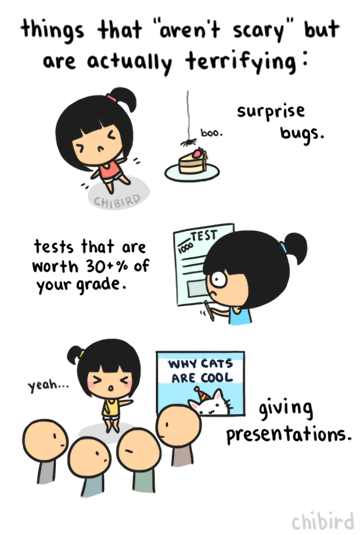 things that "aren't scary" but
are actually terrifying:
boo.
surprise
bugs.
CHIBIRD
tests that are
worth 30+% of
your grade.
TEST
1000
yeah...
WHY CATS
ARE COOL
giving
presentations.
chibird